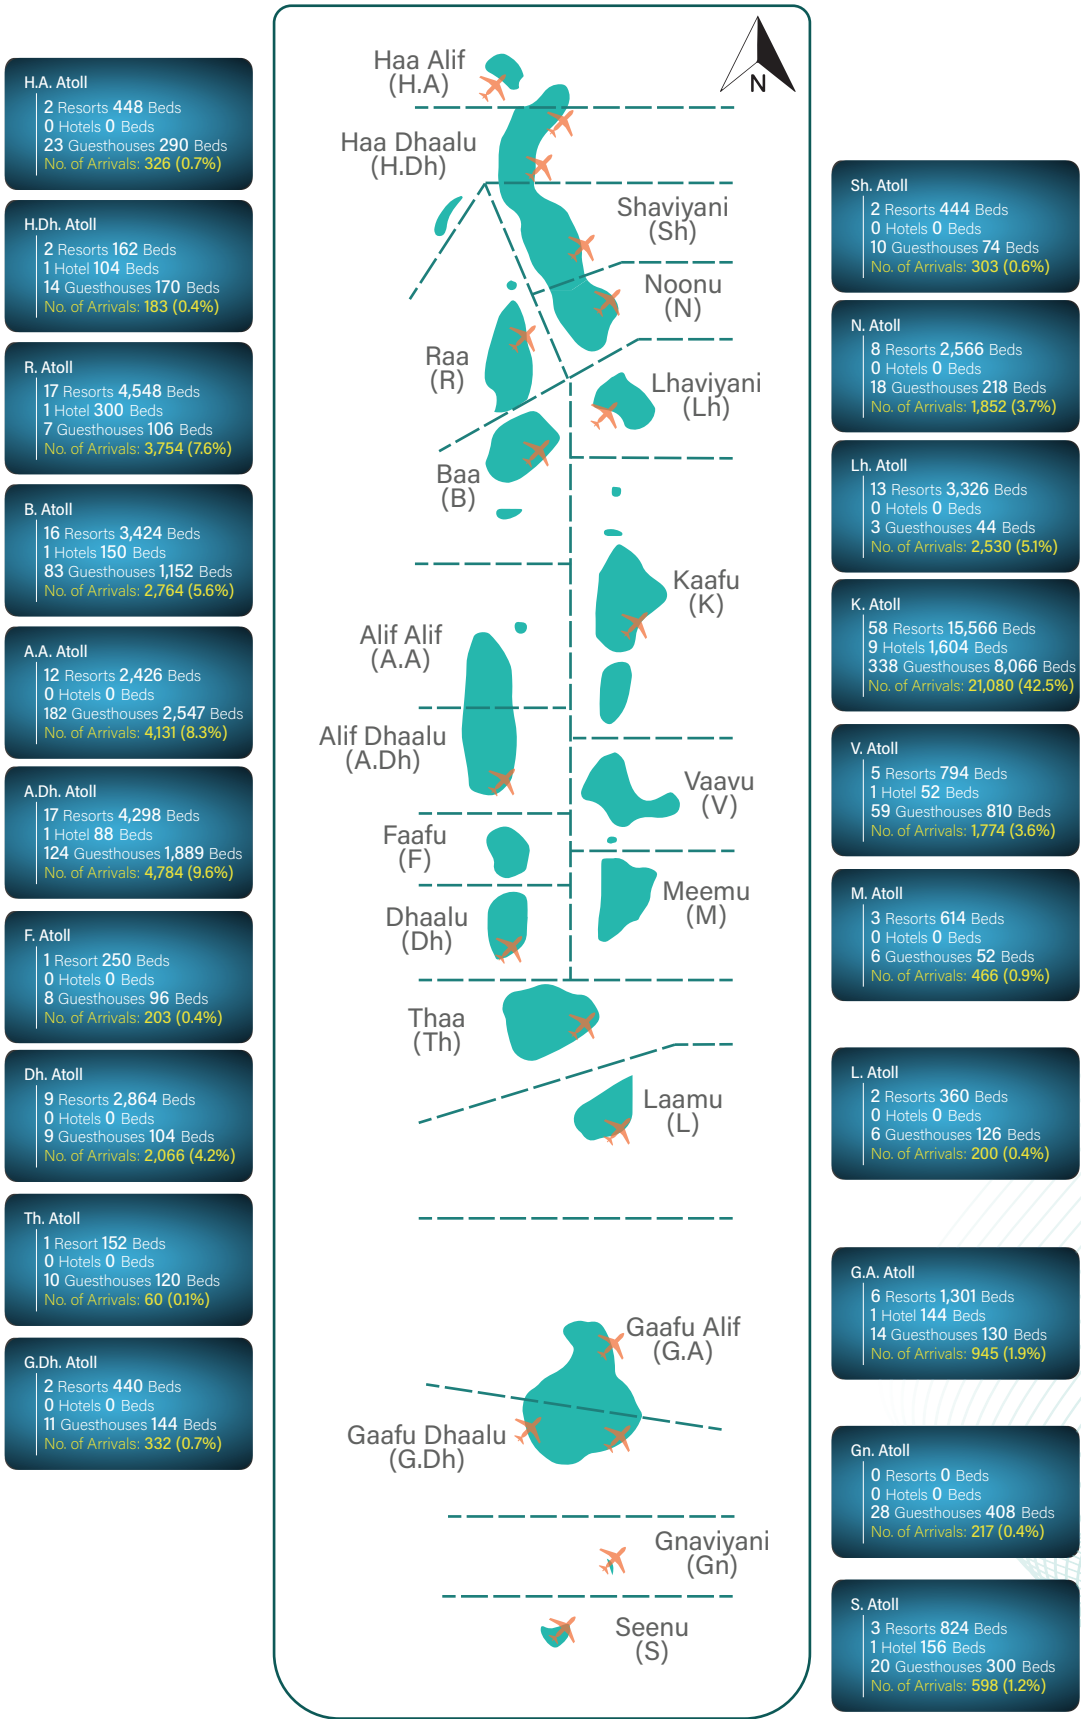 H.A. Atoll
2 Resorts 448 Beds
0 Hotels 0 Beds
23 Guesthouses 290 Beds
No. of Arrivals: 326 (0.7%)
H.Dh. Atoll
2 Resorts 162 Beds
1 Hotel 104 Beds
14 Guesthouses 170 Beds
No. of Arrivals: 183 (0.4%)
R. Atoll
17 Resorts 4,548 Beds
1 Hotel 300 Beds
7 Guesthouses 106 Beds
No. of Arrivals: 3,754 (7.6%)
B. Atoll
16 Resorts 3,424 Beds
1 Hotels 150 Beds
83 Guesthouses 1,152 Beds
No. of Arrivals: 2,764 (5.6%)
A.A. Atoll
12 Resorts 2,426 Beds
0 Hotels 0 Beds
182 Guesthouses 2,547 Beds
No. of Arrivals: 4,131 (8.3%)
A.Dh. Atoll
17 Resorts 4,298 Beds
1 Hotel 88 Beds
124 Guesthouses 1,889 Beds
No. of Arrivals: 4,784 (9.6%)
F. Atoll
1 Resort 250 Beds
0 Hotels 0 Beds
8 Guesthouses 96 Beds
No. of Arrivals: 203 (0.4%)
Dh. Atoll
9 Resorts 2,864 Beds
0 Hotels 0 Beds
9 Guesthouses 104 Beds
No. of Arrivals: 2,066 (4.2%)
Th. Atoll
1 Resort 152 Beds
0 Hotels 0 Beds
10 Guesthouses 120 Beds
No. of Arrivals: 60 (0.1%)
G.Dh. Atoll
2 Resorts 440 Beds
0 Hotels 0 Beds
11 Guesthouses 144 Beds
No. of Arrivals: 332 (0.7%)
N
Haa Alif
(H.A)
Haa Dhaalu
(H.Dh)
Shaviyani
(Sh)
Noonu
(N)
Raa
(R)
Lhaviyani
(Lh)
Baa
(B)
Kaafu
(K)
Alif Alif
(A.A)
Alif Dhaalu
(A.Dh)
Vaavu
(V)
Faafu
(F)
Meemu
(M)
Dhaalu
(Dh)
Thaa
(Th)
Laamu
(L)
Gaafu Alif
(G.A)
Gaafu Dhaalu
(G.Dh)
Gnaviyani
(Gn)
Seenu
(S)
Sh. Atoll
2 Resorts 444 Beds
0 Hotels 0 Beds
10 Guesthouses 74 Beds
No. of Arrivals: 303 (0.6%)
N. Atoll
8 Resorts 2,566 Beds
0 Hotels 0 Beds
18 Guesthouses 218 Beds
No. of Arrivals: 1,852 (3.7%)
Lh. Atoll
13 Resorts 3,326 Beds
0 Hotels 0 Beds
3 Guesthouses 44 Beds
No. of Arrivals: 2,530 (5.1%)
K. Atoll
58 Resorts 15,566 Beds
9 Hotels 1,604 Beds
338 Guesthouses 8,066 Beds
No. of Arrivals: 21,080 (42.5%)
V. Atoll
5 Resorts 794 Beds
1 Hotel 52 Beds
59 Guesthouses 810 Beds
No. of Arrivals: 1,774 (3.6%)
M. Atoll
3 Resorts 614 Beds
0 Hotels 0 Beds
6 Guesthouses 52 Beds
No. of Arrivals: 466 (0.9%)
L. Atoll
2 Resorts 360 Beds
0 Hotels 0 Beds
6 Guesthouses 126 Beds
No. of Arrivals: 200 (0.4%)
G.A. Atoll
6 Resorts 1,301 Beds
1 Hotel 144 Beds
14 Guesthouses 130 Beds
No. of Arrivals: 945 (1.9%)
Gn. Atoll
0 Resorts 0 Beds
0 Hotels 0 Beds
28 Guesthouses 408 Beds
No. of Arrivals: 217 (0.4%)
S. Atoll
3 Resorts 824 Beds
1 Hotel 156 Beds
20 Guesthouses 300 Beds
No. of Arrivals: 598 (1.2%)